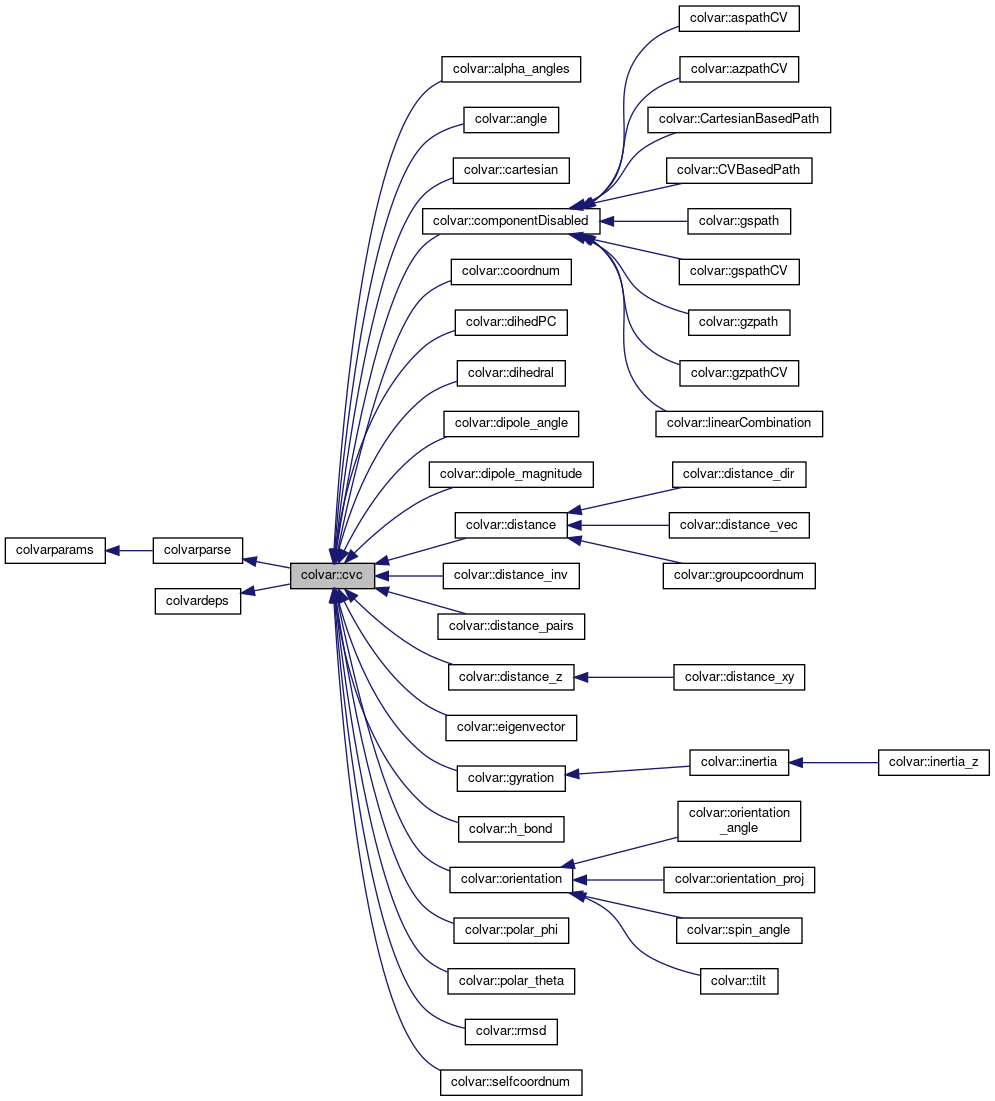 colvar::aspathCV
colvar::alpha_angles
colvar::azpathCV
colvar::angle
colvar::CartesianBasedPath
colvar::cartesian
colvar::CVBasedPath
colvar::componentDisabled
colvar::gspath
colvar::coordnum
colvar::gspathCV
colvar::dihedPC
colvar::gzpath
colvar::dihedral
colvar::gzpathCV
colvar::dipole_angle
colvar::linearCombination
colvar::dipole_magnitude
colvar::distance_dir
colvar::distance
colvar::distance_vec
colvarparams
colvarparse
colvar::cvc
colvar::distance_inv
colvar::groupcoordnum
colvardeps
colvar::distance_pairs
colvar::distance_z
colvar::distance_xy
colvar::eigenvector
colvar::gyration
colvar::inertia
colvar::inertia_z
colvar::h_bond
colvar::orientation
_angle
colvar::orientation
colvar::orientation_proj
colvar::polar_phi
colvar::spin_angle
colvar::polar_theta
colvar::tilt
colvar::rmsd
colvar::selfcoordnum